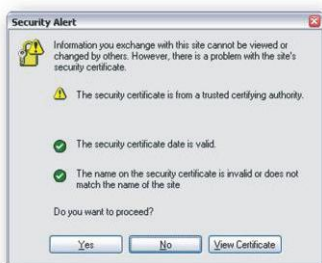 Security Alert
Information you exchange with this site cannot be viewed or
changed by others. However, there is a problem with the site's
security certificate.
The security certificate is from a trusted certifying authority.
The security certificate date is valid.
The name on the security certificate is invalid or does not
match the name of the site
Do you want to proceed?
Yes
No
View Certificate